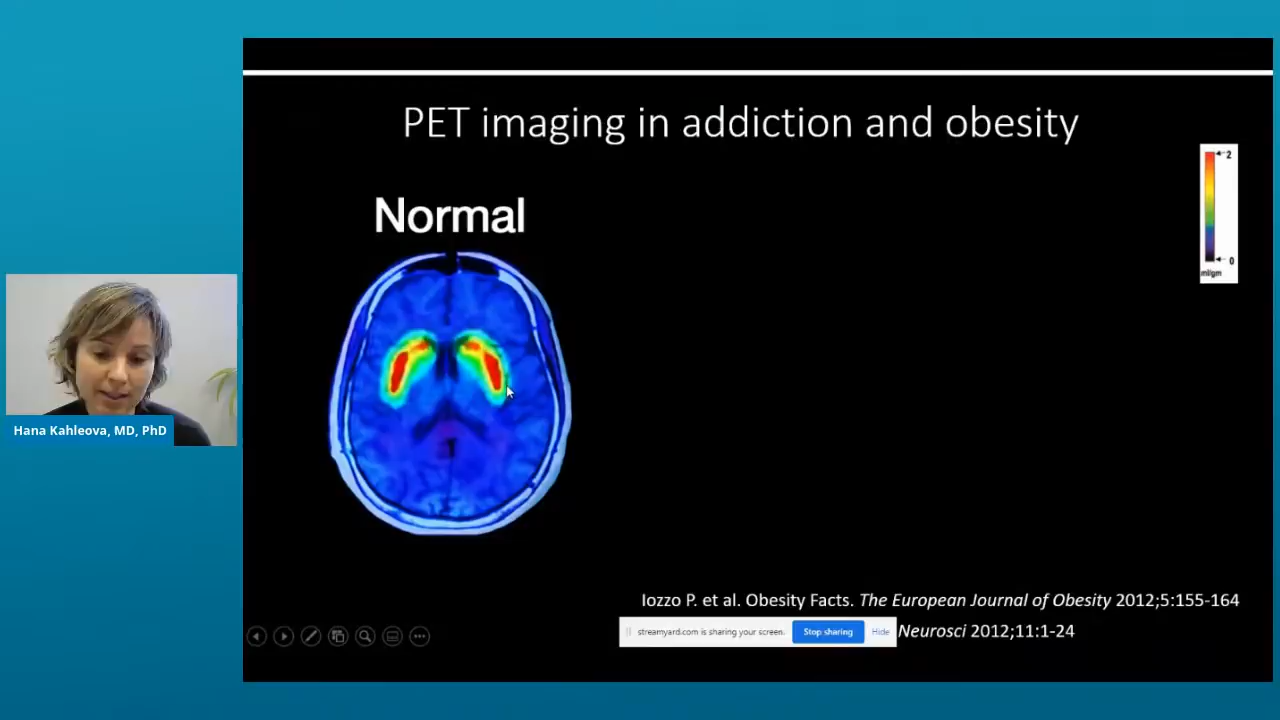 PET imaging in addiction and obesity
2
Normal
0
ml/gm
Hana Kahleova, MD, PhD
Iozzo P. et al. Obesity Facts. The European Journal of Obesity 2012;5:155-164
streamyard.com is sharing your screen.
Stop sharing
Hide
Neurosci 2012;11:1-24